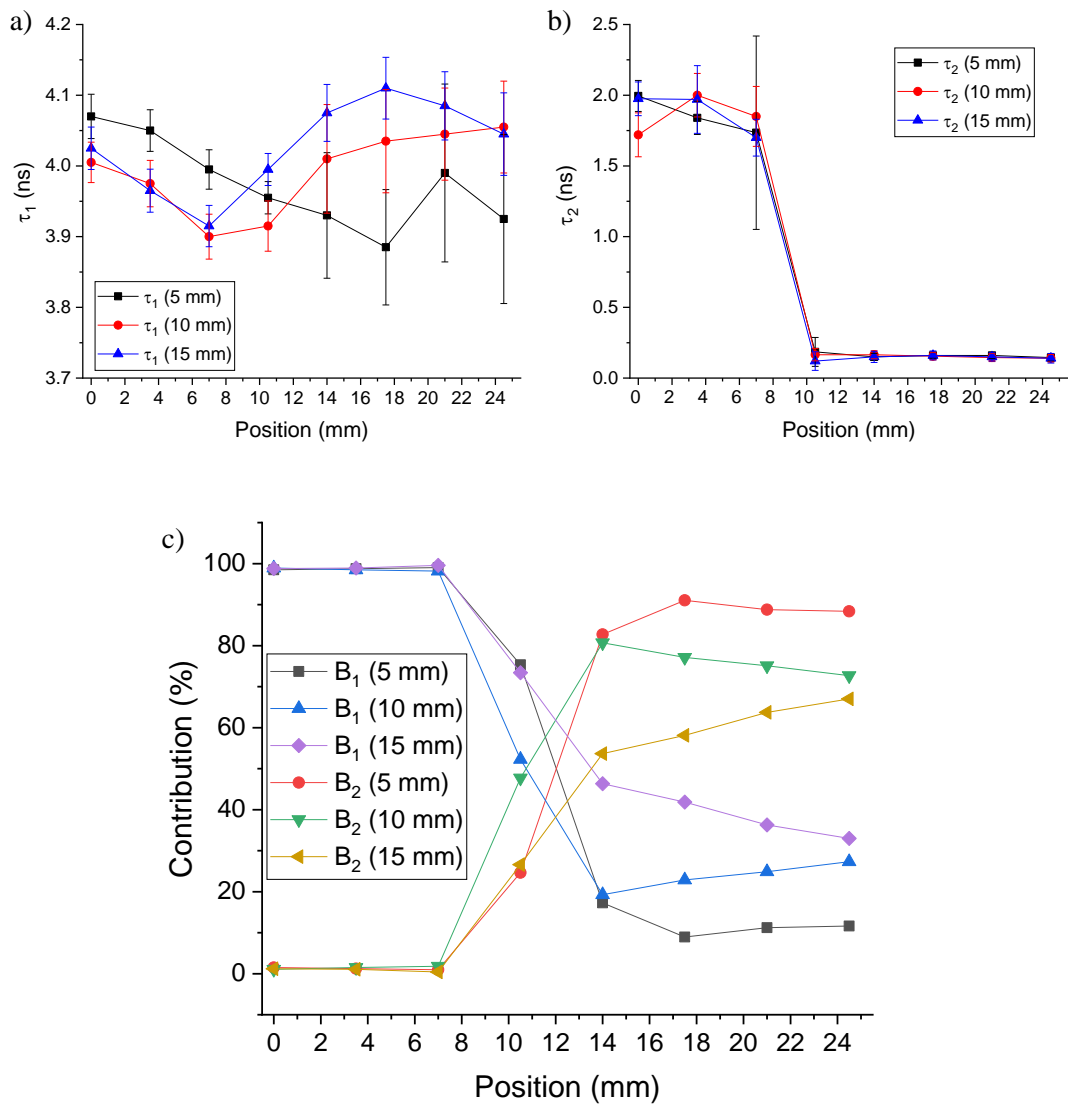 a)
4.2
4.1
4.0
3.9
3.8
3.7
τ₁ (ns)
τ₁ (5 mm)
τ₁ (10 mm)
τ₁ (15 mm)
0 2 4 6 8 10 12 14 16 18 20 22 24
Position (mm)
b)
2.5
2.0
1.5
1.0
0.5
0.0
τ₂ (ns)
τ₂ (5 mm)
τ₂ (10 mm)
τ₂ (15 mm)
0 2 4 6 8 10 12 14 16 18 20 22 24
Position (mm)
c)
100
80
60
40
20
0
Contribution (%)
B₁ (5 mm)
B₁ (10 mm)
B₁ (15 mm)
B₂ (5 mm)
B₂ (10 mm)
B₂ (15 mm)
0 2 4 6 8 10 12 14 16 18 20 22 24
Position (mm)